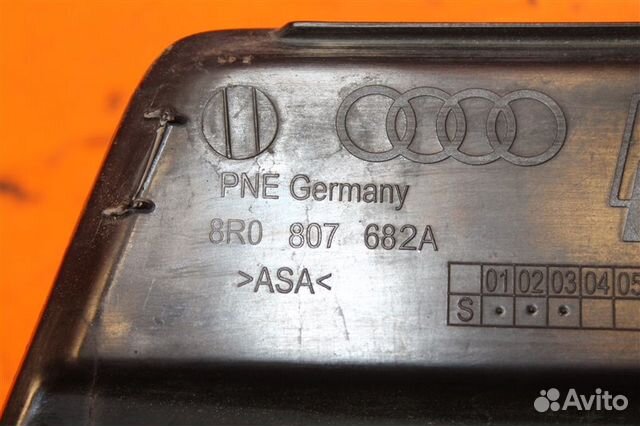 PNE Germany
8R0 807 682A
>ASA<
01 02 03 04 05
S
Avito